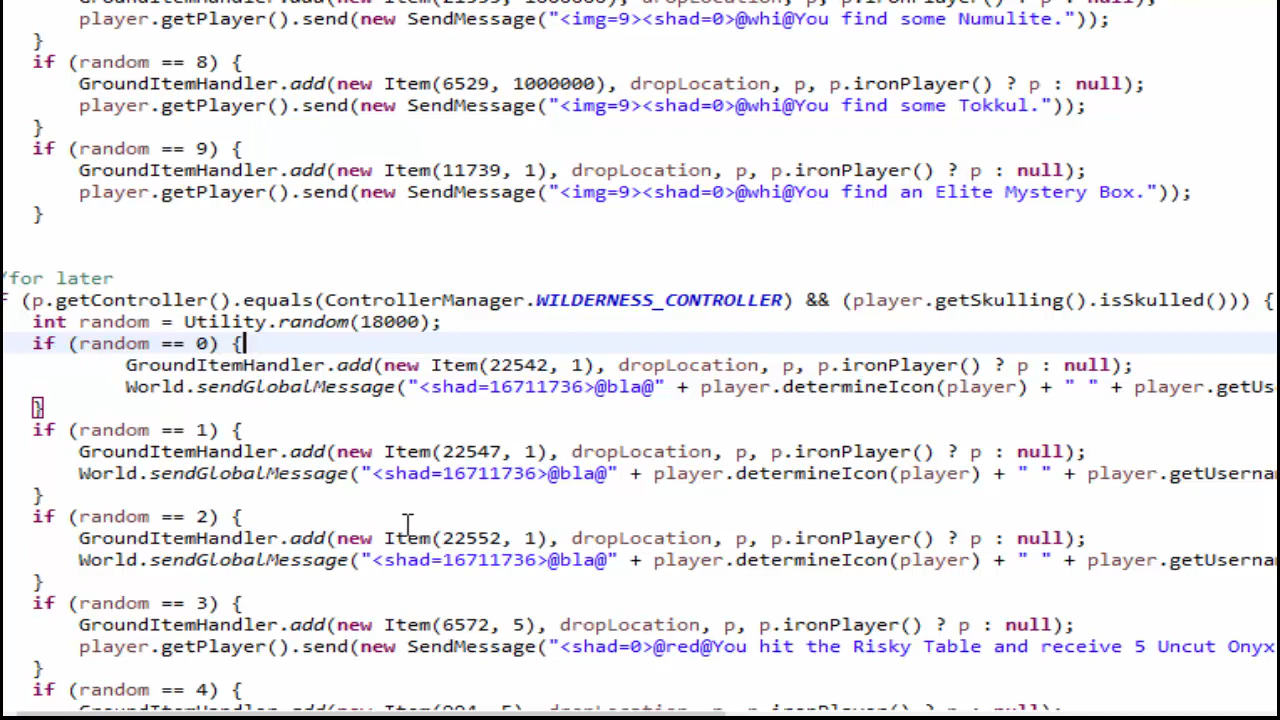 player.getPlayer().send(new SendMessage("<img=9><shad=0>@whi@You find some Numulite."));
}
if (random == 8) {
GroundItemHandler.add(new Item(6529, 1000000), dropLocation, p, p.ironPlayer() ? p : null);
player.getPlayer().send(new SendMessage("<img=9><shad=0>@whi@You find some Tokkul."));
}
if (random == 9) {
GroundItemHandler.add(new Item(11739, 1), dropLocation, p, p.ironPlayer() ? p : null);
player.getPlayer().send(new SendMessage("<img=9><shad=0>@whi@You find an Elite Mystery Box."));
}
/for later
f (p.getController().equals(ControllerManager.WILDERNESS_CONTROLLER) && (player.getSkulling().isSkulled())) {
int random = Utility.random(18000);
if (random == 0) {
GroundItemHandler.add(new Item(22542, 1), dropLocation, p, p.ironPlayer() ? p : null);
World.sendGlobalMessage("<shad=16711736>@bla@" + player.determineIcon(player) + " " + player.getUs
}
if (random == 1) {
GroundItemHandler.add(new Item(22547, 1), dropLocation, p, p.ironPlayer() ? p : null);
World.sendGlobalMessage("<shad=16711736>@bla@" + player.determineIcon(player) + " " + player.getUserna
}
if (random == 2) {
GroundItemHandler.add(new Item(22552, 1), dropLocation, p, p.ironPlayer() ? p : null);
World.sendGlobalMessage("<shad=16711736>@bla@" + player.determineIcon(player) + " " + player.getUserna
}
if (random == 3) {
GroundItemHandler.add(new Item(6572, 5), dropLocation, p, p.ironPlayer() ? p : null);
player.getPlayer().send(new SendMessage("<shad=0>@red@You hit the Risky Table and receive 5 Uncut Onyx
}
if (random == 4) {